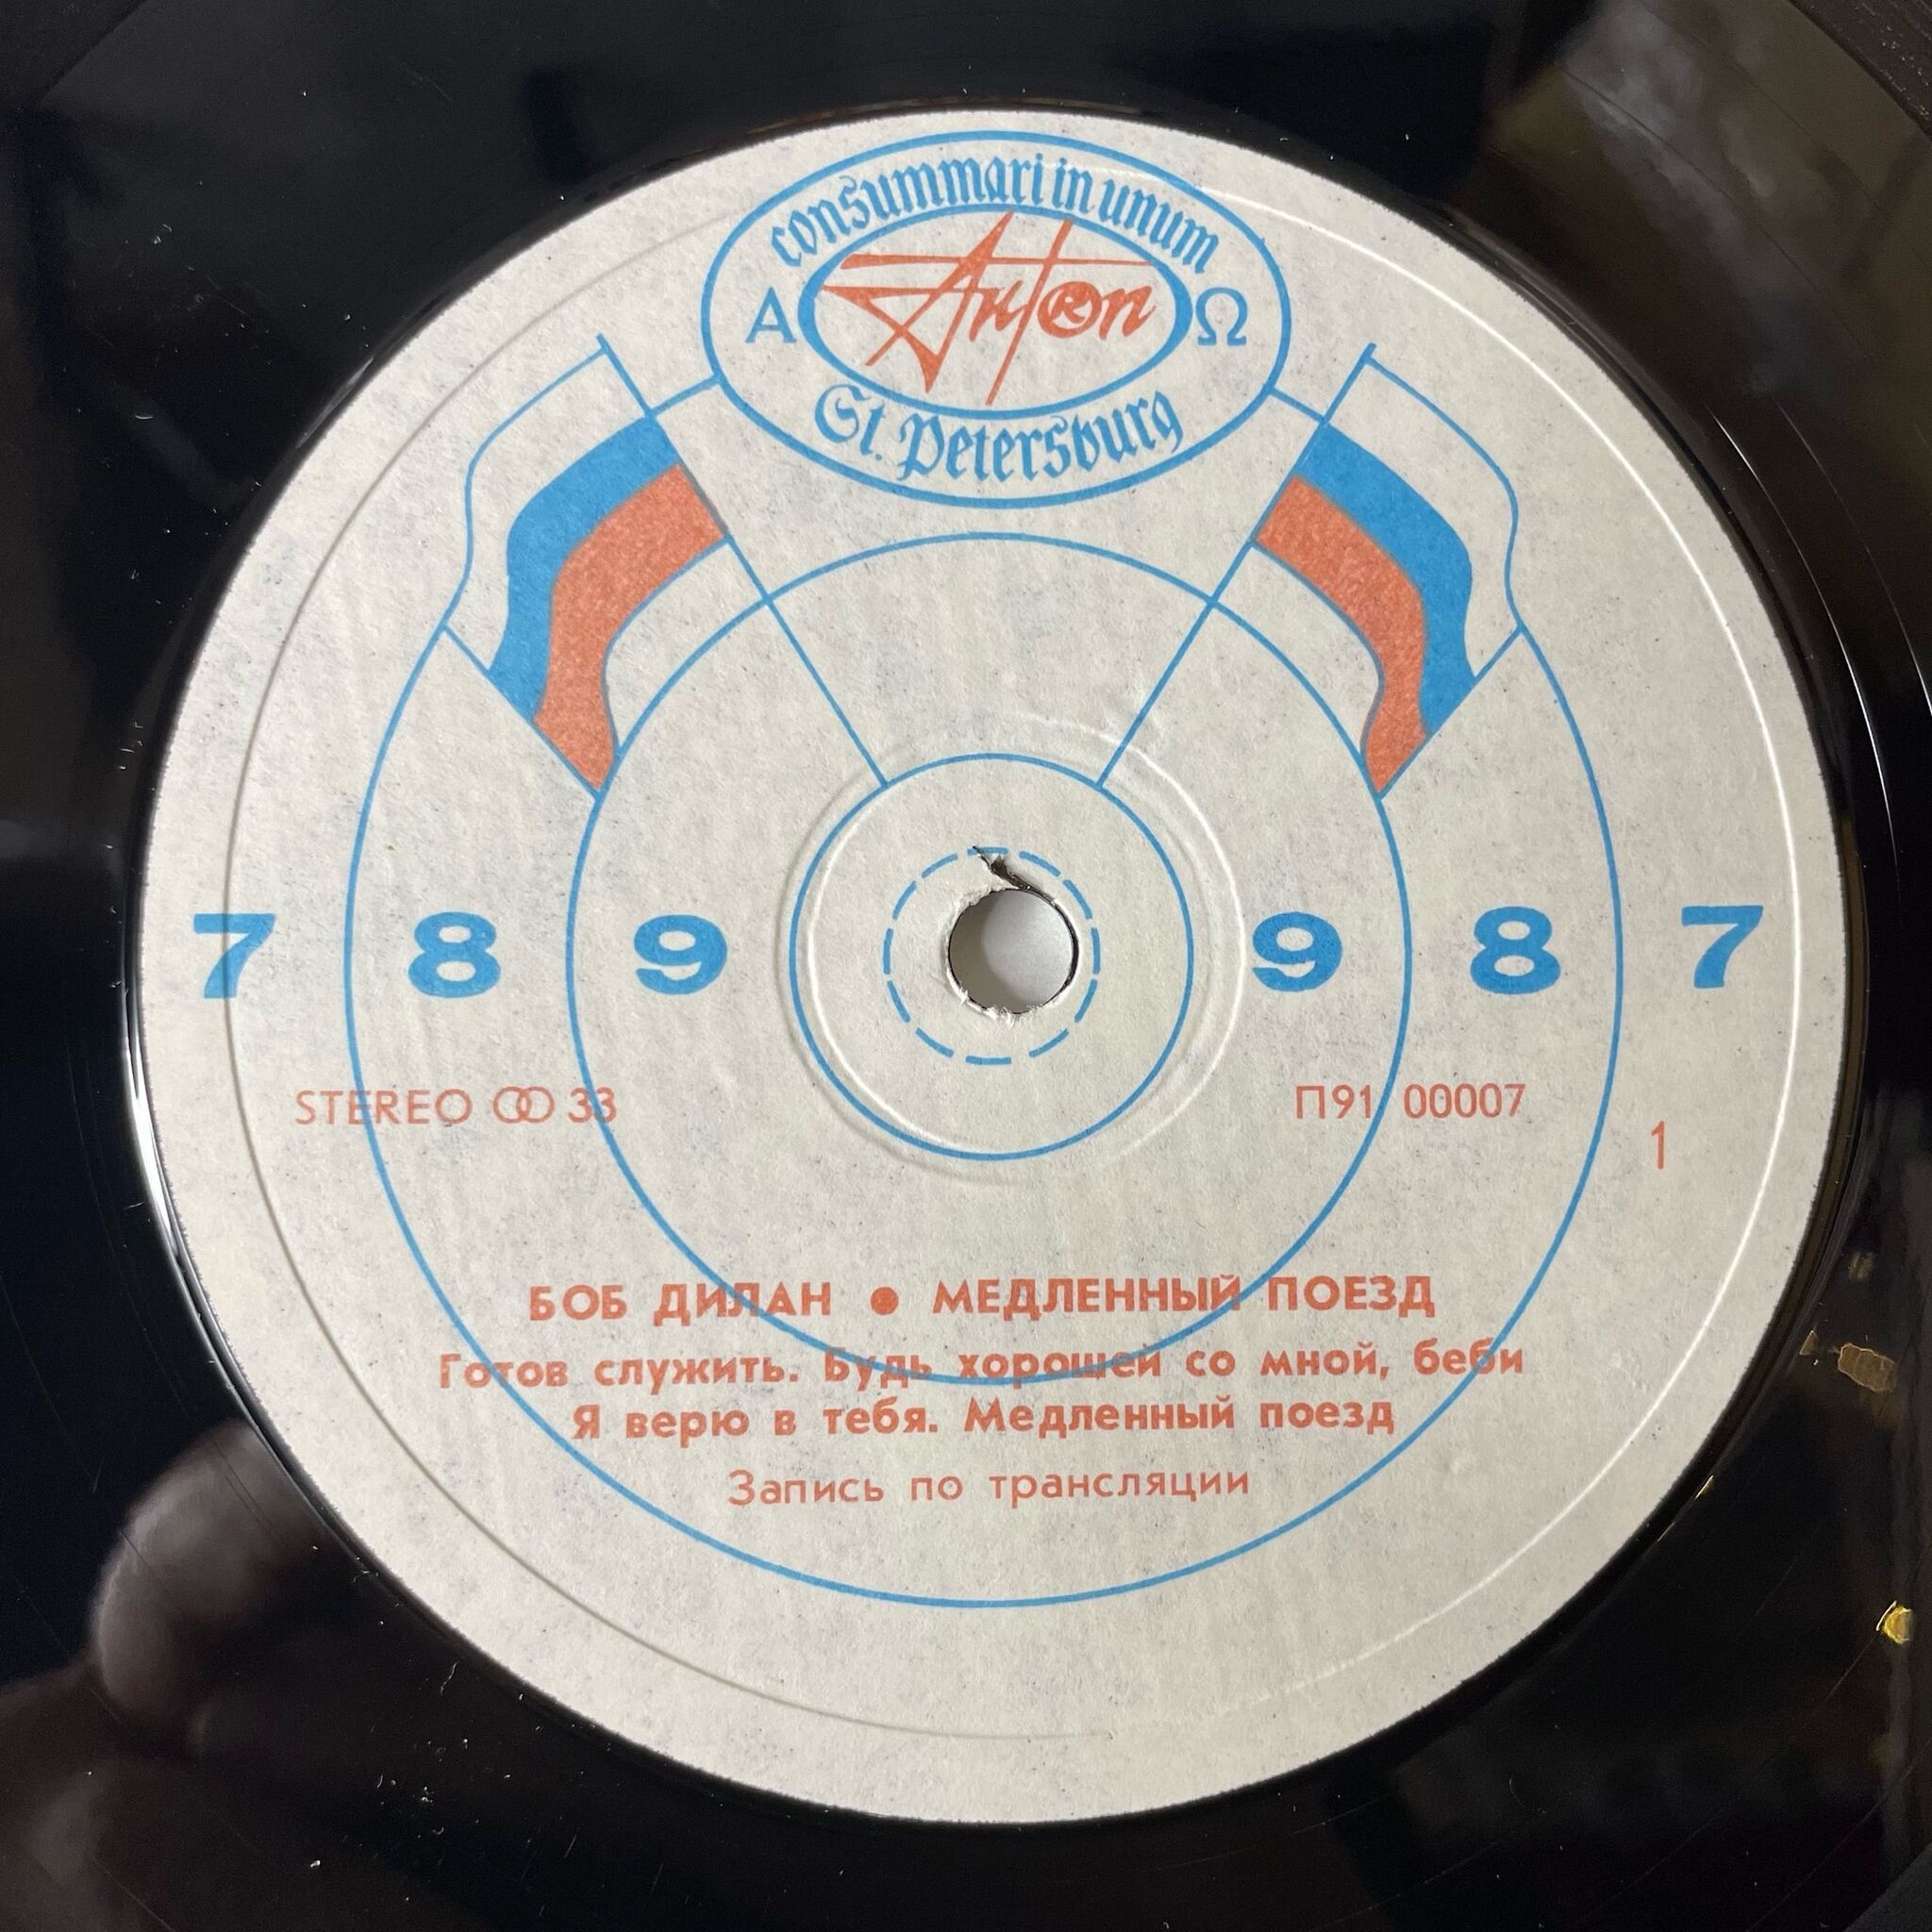 consummari in unum
Α Anton Ω
St. Petersburg
7 8 9 9 8 7
STEREO 33 П91 00007
1
БОБ ДИЛАН ● МЕДЛЕННЫЙ ПОЕЗД
Готов служить. Будь хорошей со мной, беби
Я верю в тебя. Медленный поезд
Запись по трансляции